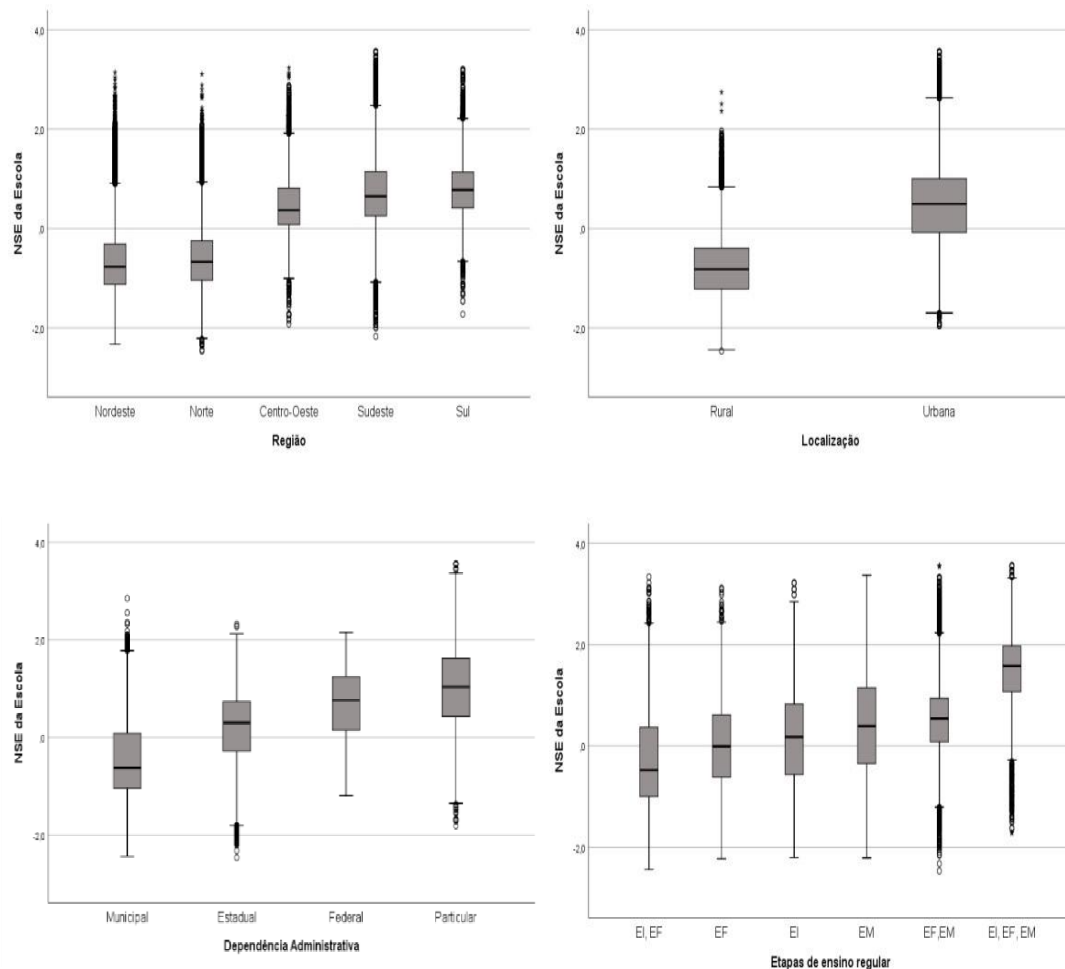 4,0
2,0
,0
-2,0
NSE da Escola
Nordeste Norte Centro-Oeste Sudeste Sul
Região
4,0
2,0
,0
-2,0
NSE da Escola
Rural Urbana
Localização
4,0
2,0
,0
-2,0
NSE da Escola
Municipal Estadual Federal Particular
Dependência Administrativa
4,0
2,0
,0
-2,0
NSE da Escola
EI, EF EF EI EM EF,EM EI, EF, EM
Etapas de ensino regular